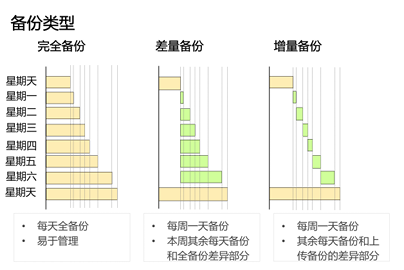 备份类型
完全备份 差量备份 增量备份
星期天
星期一
星期二
星期三
星期四
星期五
星期六
星期天
• 每天全备份
• 易于管理
• 每周一天备份
• 本周其余每天备份
和全备份差异部分
• 每周一天备份
• 其余每天备份和上
传备份的差异部分